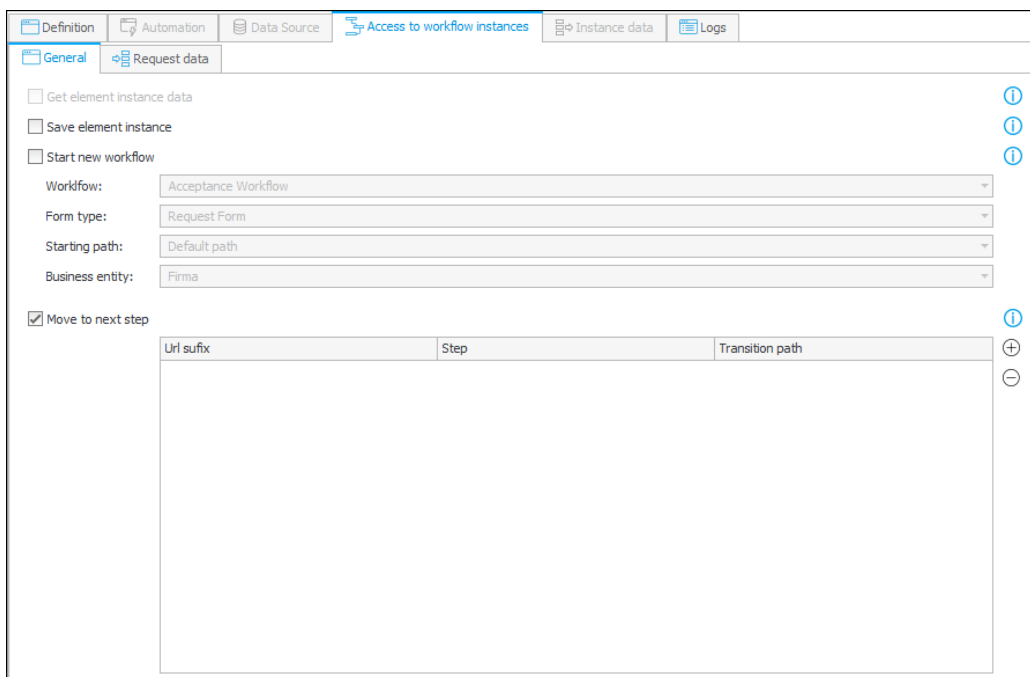 Definition Automation Data Source Access to workflow instances Instance data Logs
General Request data
Get element instance data
Save element instance
Start new workflow
Worklfow: Acceptance Workflow
Form type: Request Form
Starting path: Default path
Business entity: Firma
Move to next step
Url sufix Step Transition path